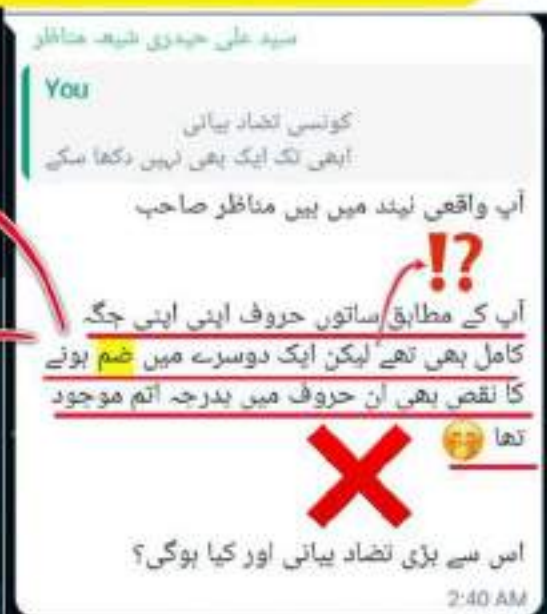 سید علی حیدری شیعہ مناظر
You
کونسی تضاد بیانی
ابھی تک ایک بھی نہیں دکھا سکے
آپ واقعی نیند میں ہیں مناظر صاحب
⁉️
آپ کے مطابق ساتوں حروف اپنی اپنی جگہ
کامل بھی تھے لیکن ایک دوسرے میں ضم ہونے
کا نقص بھی ان حروف میں بدرجہ اتم موجود
تھا 🤭
اس سے بڑی تضاد بیانی اور کیا ہوگی؟
2:40 AM